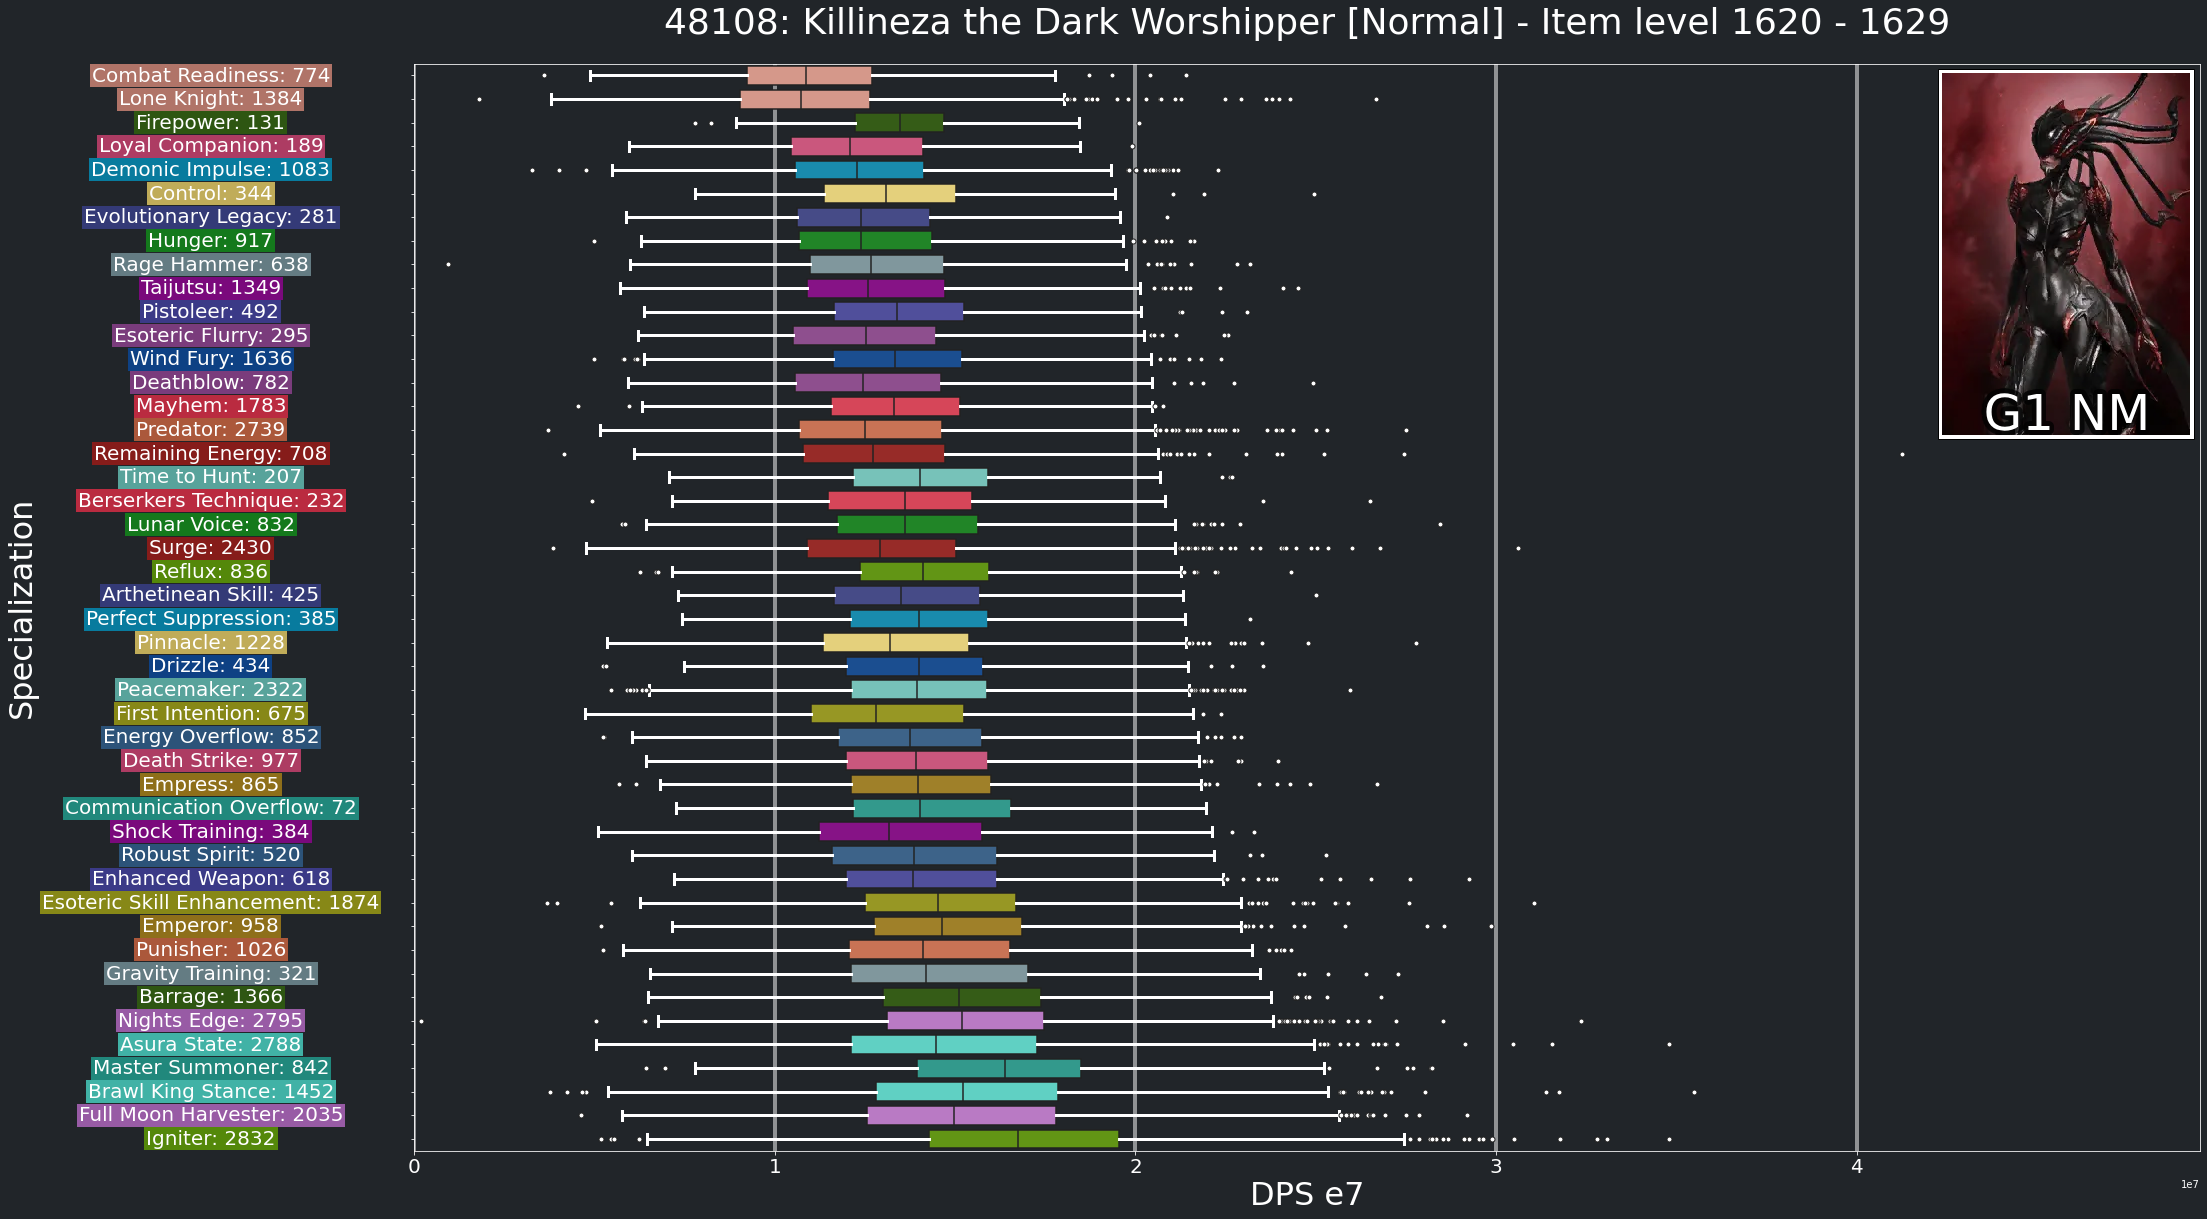 48108: Killineza the Dark Worshipper [Normal] - Item level 1620 - 1629
Specialization
Combat Readiness: 774
Lone Knight: 1384
Firepower: 131
Loyal Companion: 189
Demonic Impulse: 1083
Control: 344
Evolutionary Legacy: 281
Hunger: 917
Rage Hammer: 638
Taijutsu: 1349
Pistoleer: 492
Esoteric Flurry: 295
Wind Fury: 1636
Deathblow: 782
Mayhem: 1783
Predator: 2739
Remaining Energy: 708
Time to Hunt: 207
Berserkers Technique: 232
Lunar Voice: 832
Surge: 2430
Reflux: 836
Arthetinean Skill: 425
Perfect Suppression: 385
Pinnacle: 1228
Drizzle: 434
Peacemaker: 2322
First Intention: 675
Energy Overflow: 852
Death Strike: 977
Empress: 865
Communication Overflow: 72
Shock Training: 384
Robust Spirit: 520
Enhanced Weapon: 618
Esoteric Skill Enhancement: 1874
Emperor: 958
Punisher: 1026
Gravity Training: 321
Barrage: 1366
Nights Edge: 2795
Asura State: 2788
Master Summoner: 842
Brawl King Stance: 1452
Full Moon Harvester: 2035
Igniter: 2832
G1 NM
0 1 2 3 4
1e7
DPS e7